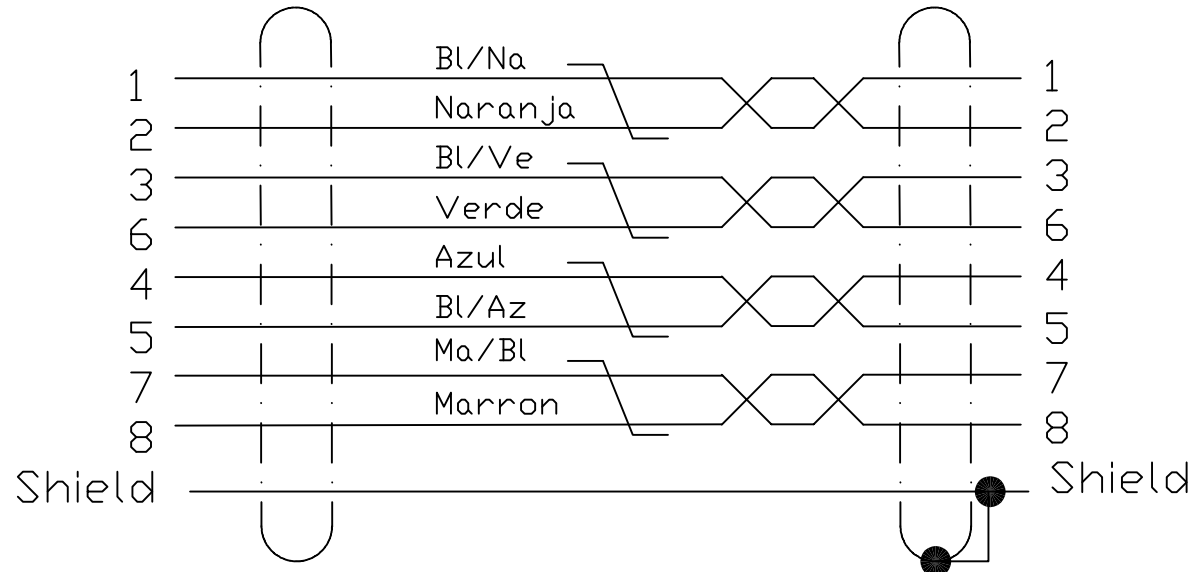 Bl/Na
1 1
Naranja
2 2
Bl/Ve
3 3
Verde
6 6
Azul
4 4
Bl/Az
5 5
Ma/Bl
7 7
Marron
8 8
Shield Shield